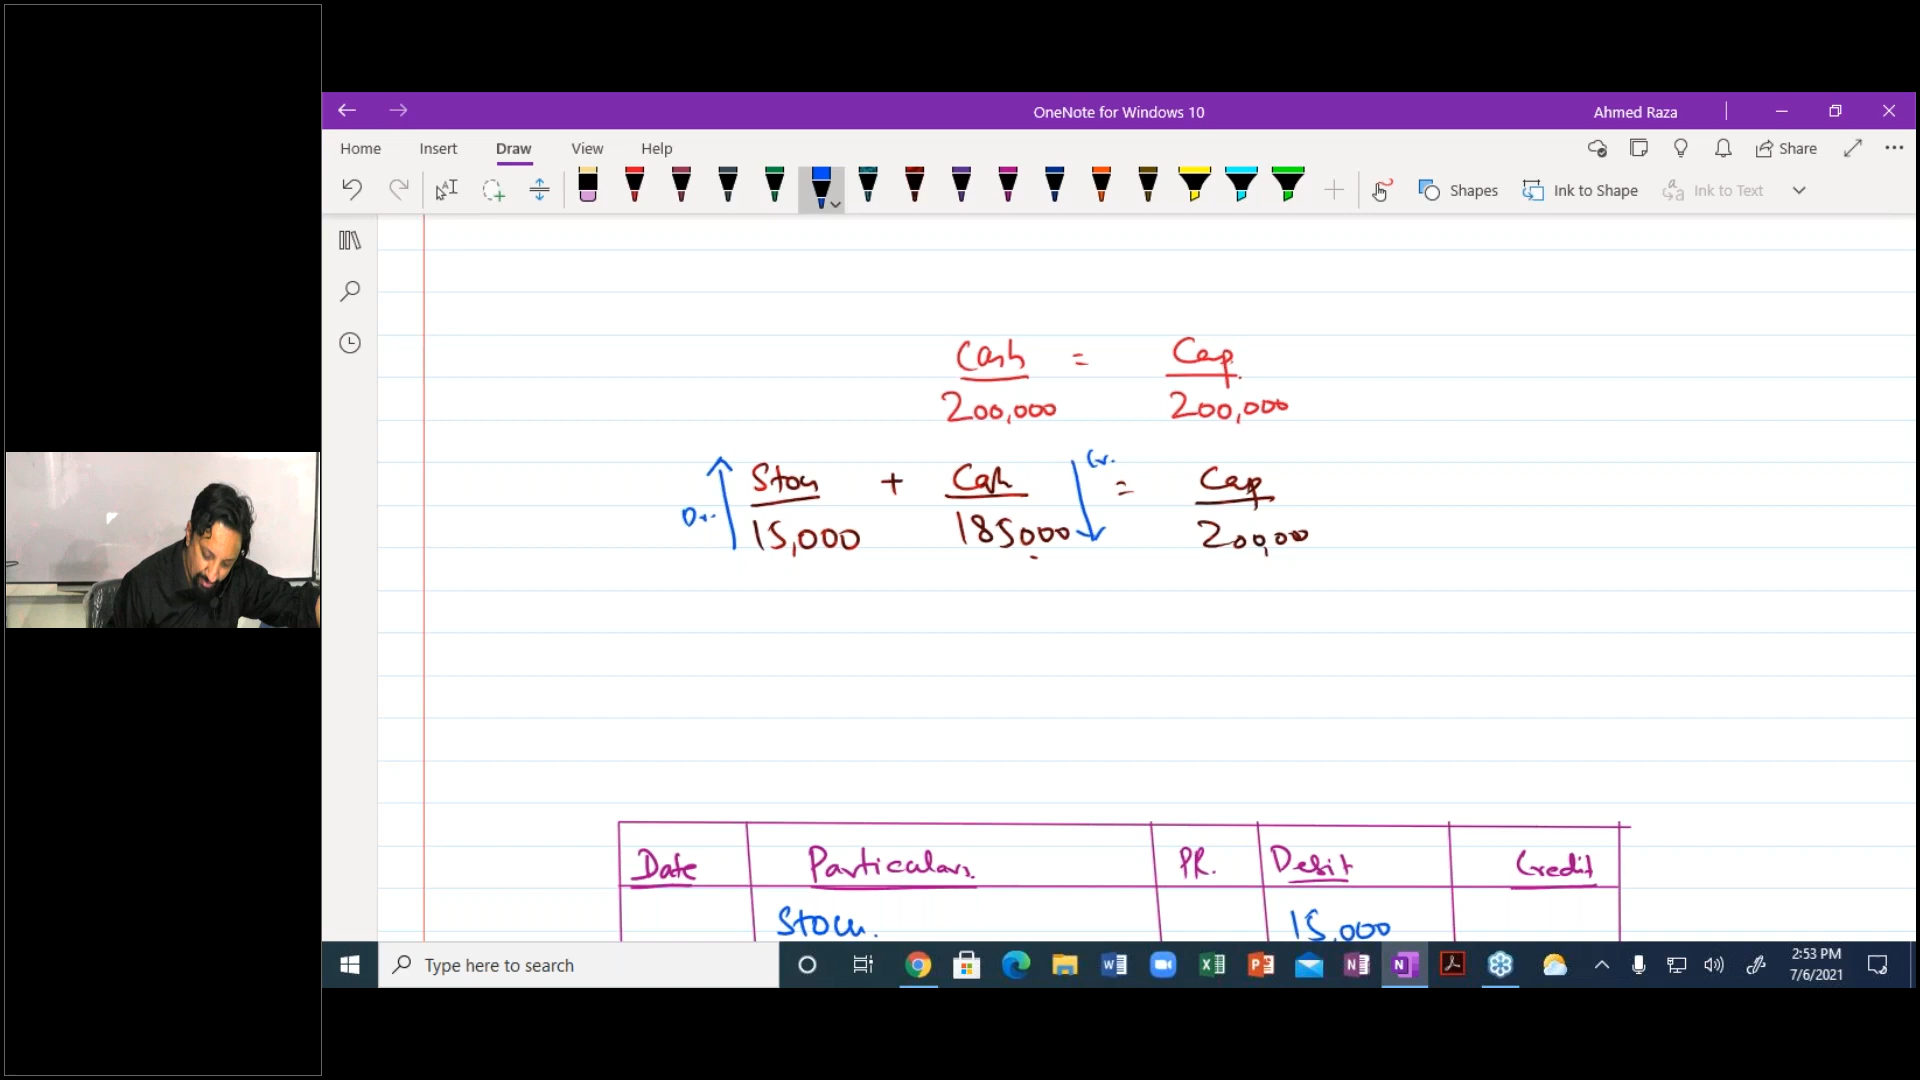 OneNote for Windows 10
Ahmed Raza
Home Insert Draw View Help
Share
Shapes Ink to Shape Ink to Text
Cash = Cap.
200,000 200,000
Cr.
Stock + Cash = Cap
Dr.
15,000 185000 200,000
Date Particulars. PR. Debit Credit
Stock. 15,000
Type here to search
2:53 PM
7/6/2021